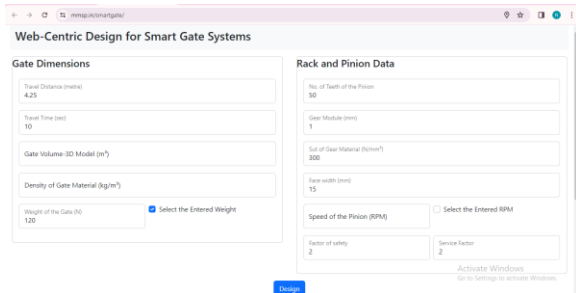 mmsp.in/smartgate/
Web-Centric Design for Smart Gate Systems
Gate Dimensions
Travel Distance (metre)
4.25
Travel Time (sec)
10
Gate Volume-3D Model (m³)
Density of Gate Material (kg/m³)
Weight of the Gate (N)
120
Select the Entered Weight
Rack and Pinion Data
No. of Teeth of the Pinion
50
Gear Module (mm)
1
Sut of Gear Material (N/mm²)
300
Face width (mm)
15
Speed of the Pinion (RPM)
Select the Entered RPM
Factor of safety
2
Service Factor
2
Design
Activate Windows
Go to Settings to activate Windows.